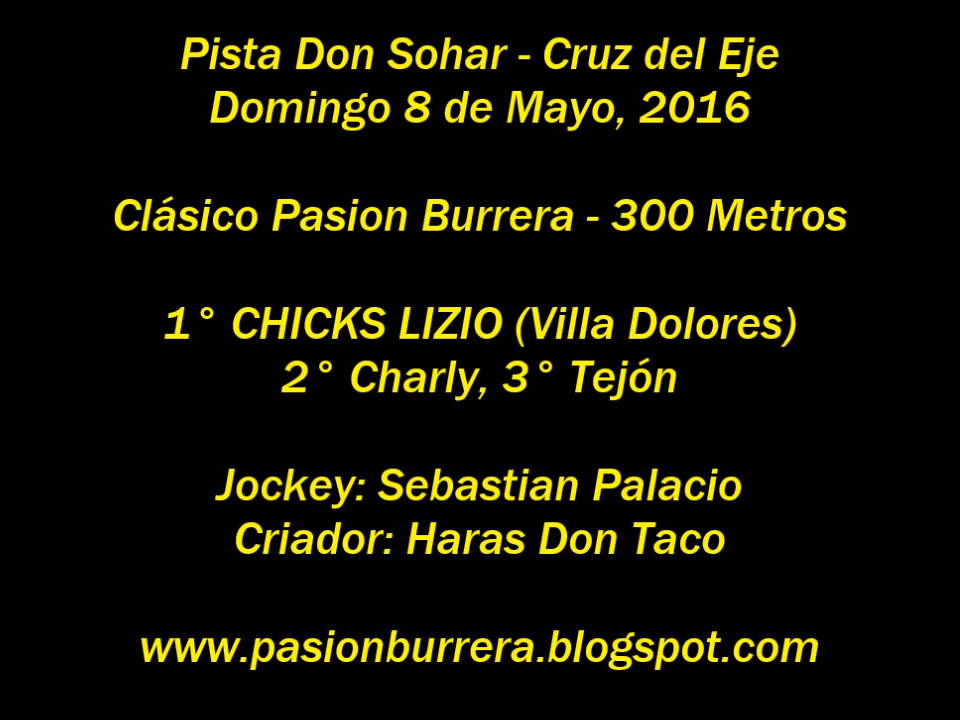 Pista Don Sohar - Cruz del Eje
Domingo 8 de Mayo, 2016
Clásico Pasion Burrera - 300 Metros
1° CHICKS LIZIO (Villa Dolores)
2° Charly, 3° Tejón
Jockey: Sebastian Palacio
Criador: Haras Don Taco
www.pasionburrera.blogspot.com